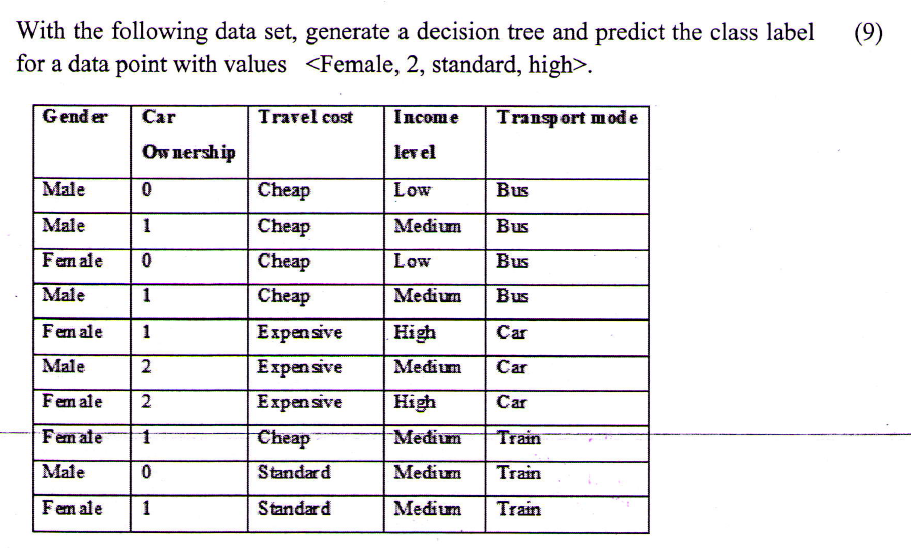 With the following data set, generate a decision tree and predict the class label (9)
for a data point with values <Female, 2, standard, high>.
Gender Car Ownership Travel cost Income level Transport mode
Male 0 Cheap Low Bus
Male 1 Cheap Medium Bus
Female 0 Cheap Low Bus
Male 1 Cheap Medium Bus
Female 1 Expensive High Car
Male 2 Expensive Medium Car
Female 2 Expensive High Car
Female 1 Cheap Medium Train
Male 0 Standard Medium Train
Female 1 Standard Medium Train